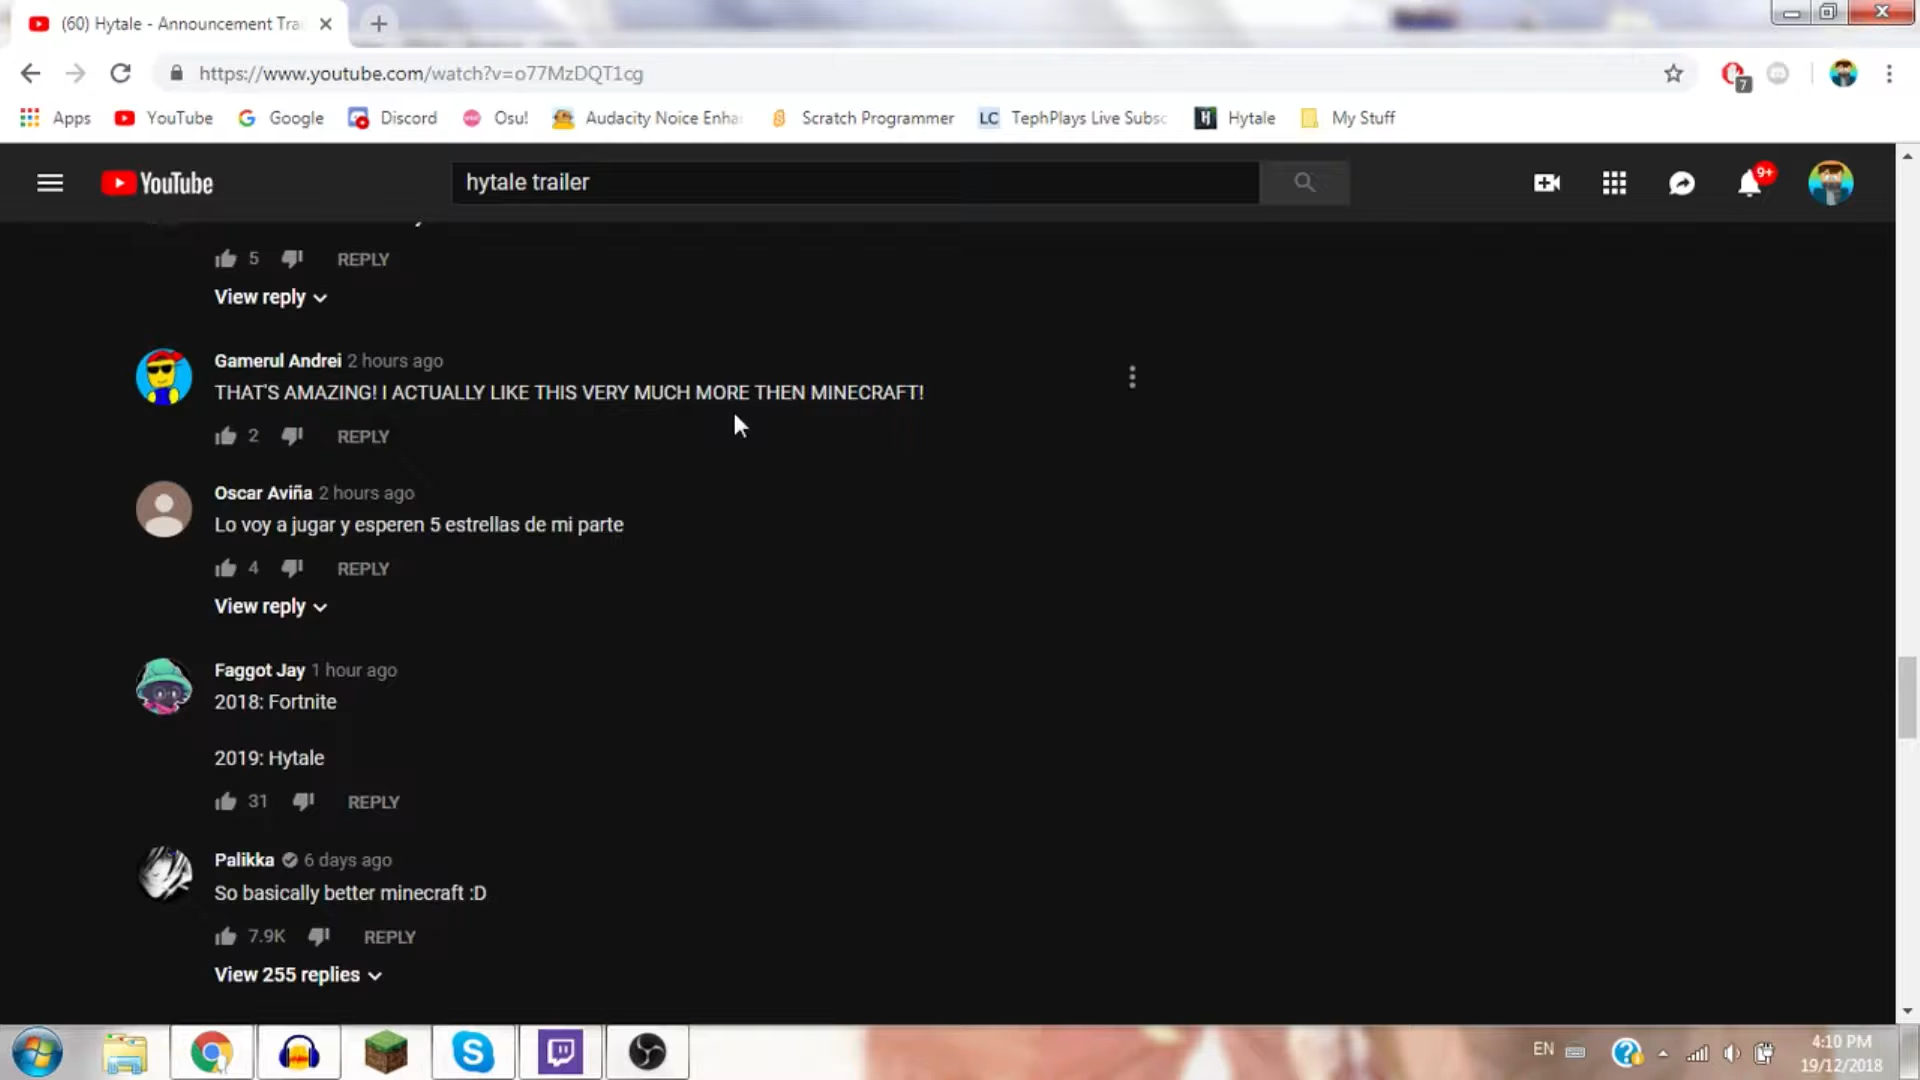 (60) Hytale - Announcement Tra
https://www.youtube.com/watch?v=o77MzDQT1cg
7
Apps YouTube Google Discord Osu! Audacity Noice Enha Scratch Programmer LC TephPlays Live Subsc Hytale My Stuff
YouTube hytale trailer 9+
5 REPLY
View reply
Gamerul Andrei 2 hours ago
THAT'S AMAZING! I ACTUALLY LIKE THIS VERY MUCH MORE THEN MINECRAFT!
2 REPLY
Oscar Aviña 2 hours ago
Lo voy a jugar y esperen 5 estrellas de mi parte
4 REPLY
View reply
Faggot Jay 1 hour ago
2018: Fortnite
2019: Hytale
31 REPLY
Palikka 6 days ago
So basically better minecraft :D
7.9K REPLY
View 255 replies
EN 4:10 PM
19/12/2018